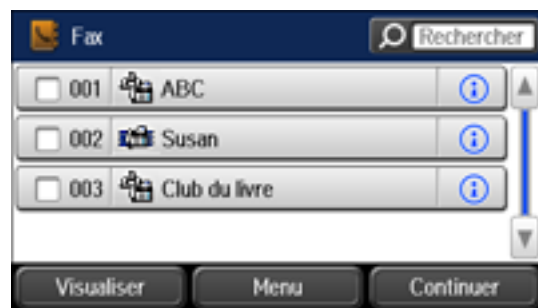 Fax Rechercher
001 ABC
002 Susan
003 Club du livre
Visualiser Menu Continuer